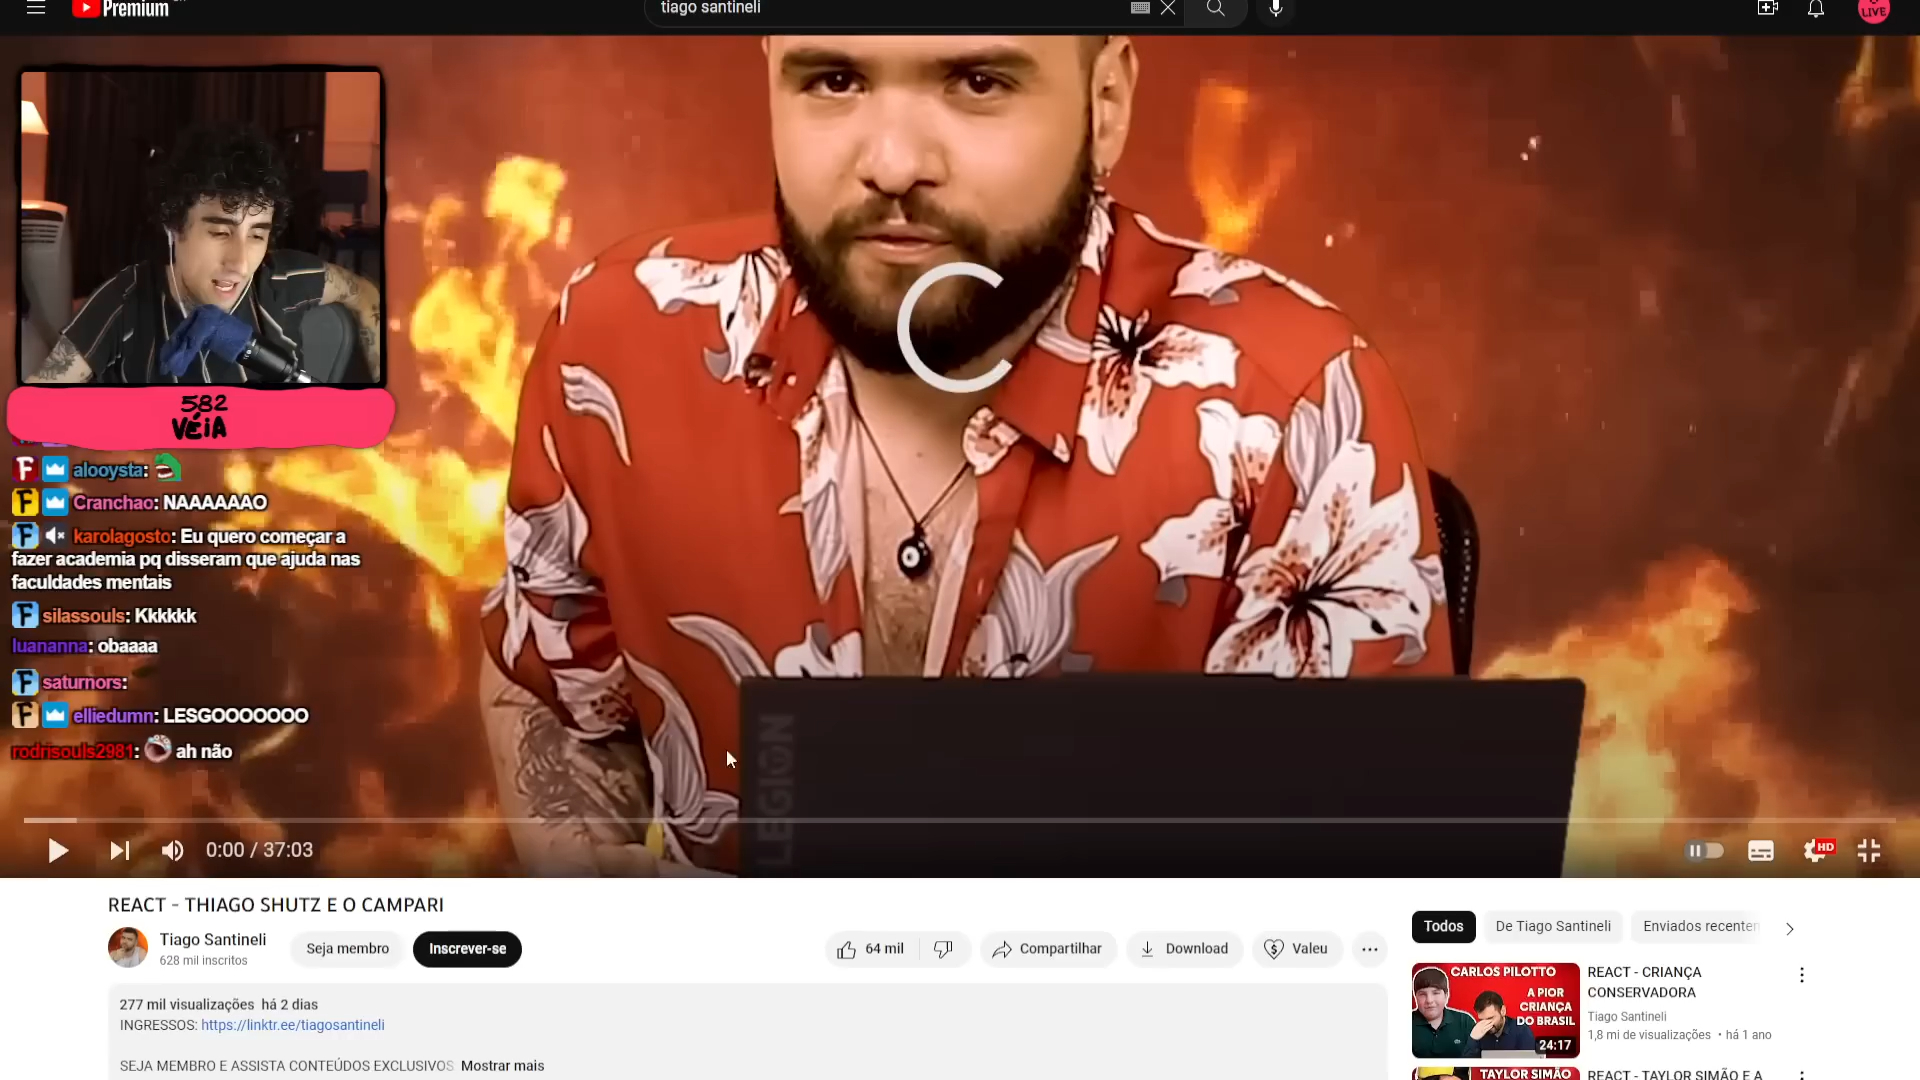 Premium
tiago santineli
LIVE
582
VÉIA
alooysta:
Cranchao: NAAAAAAO
karolagosto: Eu quero começar a
fazer academia pq disseram que ajuda nas
faculdades mentais
silassouls: Kkkkkk
luananna: obaaaa
saturnors:
elliedumn: LESGOOOOOOO
rodrisouls2981: ah não
LEGION
0:00 / 37:03
HD
REACT - THIAGO SHUTZ E O CAMPARI
Tiago Santineli
628 mil inscritos
Seja membro
Inscrever-se
64 mil
Compartilhar
Download
Valeu
277 mil visualizações há 2 dias
INGRESSOS: https://linktr.ee/tiagosantineli
SEJA MEMBRO E ASSISTA CONTEÚDOS EXCLUSIVOS Mostrar mais
Todos
De Tiago Santineli
Enviados recenten
CARLOS PILOTTO
A PIOR
CRIANÇA
DO BRASIL
24:17
REACT - CRIANÇA
CONSERVADORA
Tiago Santineli
1,8 mi de visualizações • há 1 ano
TAYLOR SIMÃO
REACT - TAYLOR SIMÃO E A